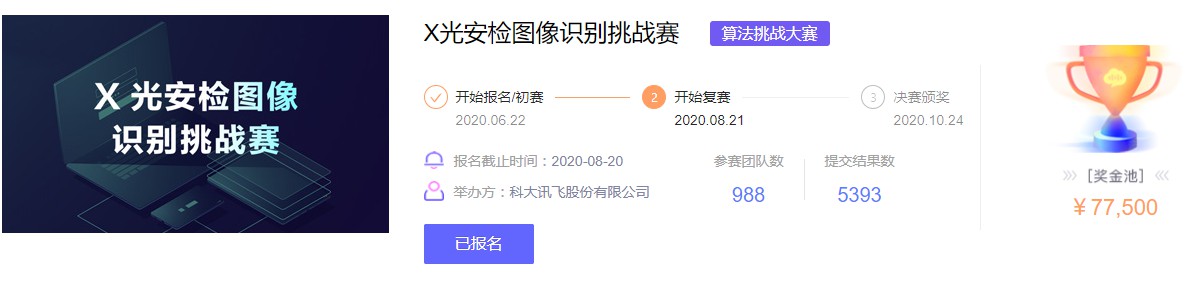 X 光安检图像
识别挑战赛
X光安检图像识别挑战赛
算法挑战大赛
开始报名/初赛
2020.06.22
2
开始复赛
2020.08.21
3
决赛颁奖
2020.10.24
报名截止时间：2020-08-20
举办方：科大讯飞股份有限公司
参赛团队数
988
提交结果数
5393
已报名
[奖金池]
￥77,500